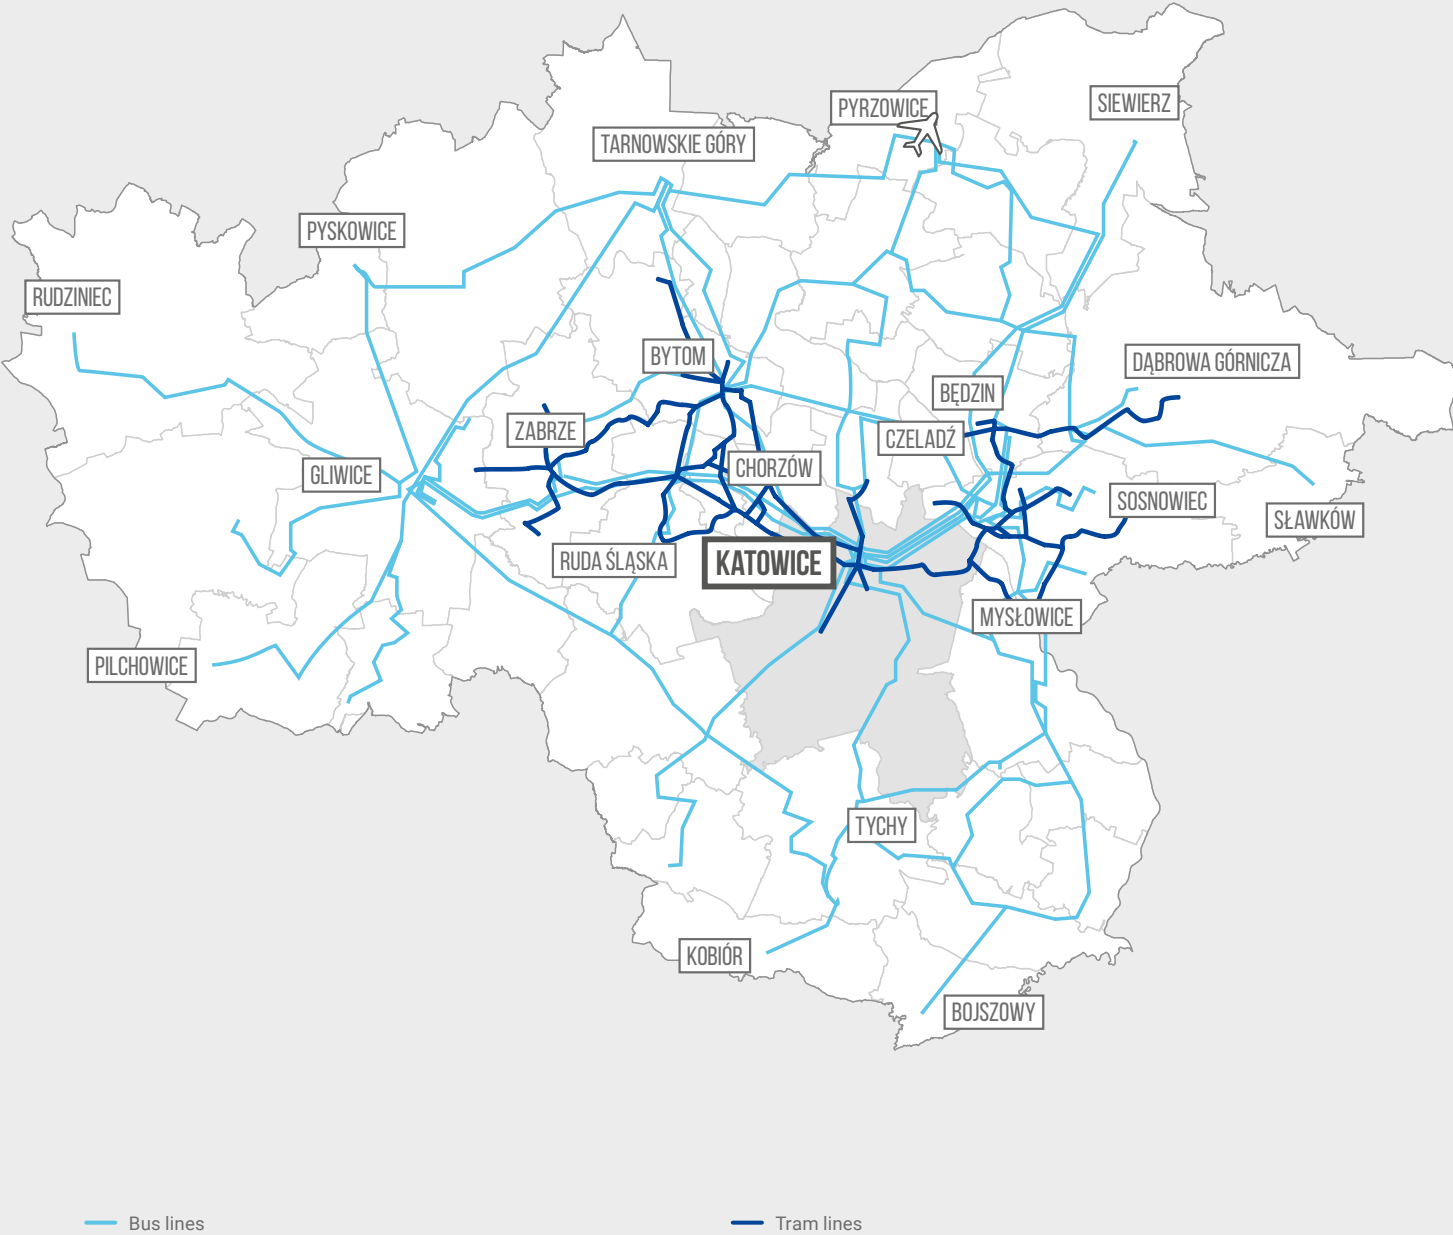 SIEWIERZ
PYRZOWICE
TARNOWSKIE GÓRY
PYSKOWICE
RUDZINIEC
BYTOM
DĄBROWA GÓRNICZA
BĘDZIN
ZABRZE
CZELADŹ
CHORZÓW
GLIWICE
SOSNOWIEC
SŁAWKÓW
RUDA ŚLĄSKA
KATOWICE
MYSŁOWICE
PILCHOWICE
TYCHY
KOBIÓR
BOJSZOWY
Bus lines
Tram lines